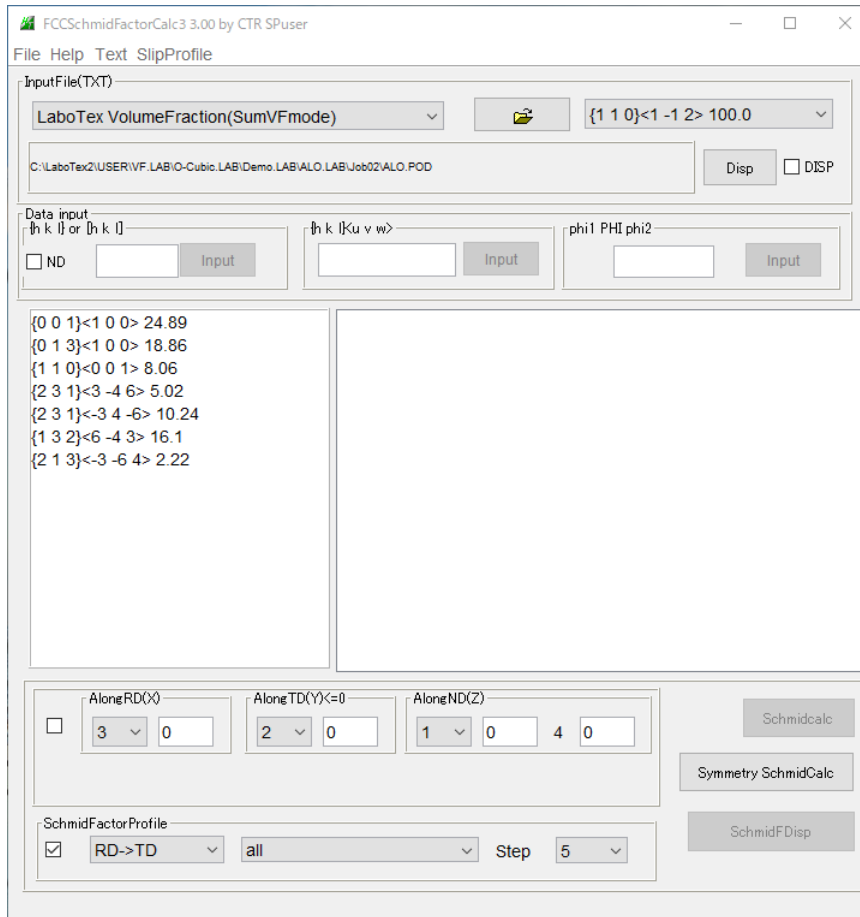 FCCSchmidFactorCalc3 3.00 by CTR SPuser
File Help Text SlipProfile
InputFile(TXT)
LaboTex VolumeFraction(SumVFmode)
{1 1 0}<1 -1 2> 100.0
C:\LaboTex2\USER\VF.LAB\O-Cubic.LAB\Demo.LAB\ALO.LAB\Job02\ALO.POD
Disp
DISP
Data input
{h k l} or [h k l]
{h k l}<u v w>
phi1 PHI phi2
ND
Input
Input
Input
{0 0 1}<1 0 0> 24.89
{0 1 3}<1 0 0> 18.86
{1 1 0}<0 0 1> 8.06
{2 3 1}<3 -4 6> 5.02
{2 3 1}<-3 4 -6> 10.24
{1 3 2}<6 -4 3> 16.1
{2 1 3}<-3 -6 4> 2.22
AlongRD(X)
AlongTD(Y)<=0
AlongND(Z)
3 0
2 0
1 0 4 0
Schmidcalc
Symmetry SchmidCalc
SchmidFactorProfile
RD->TD
all
Step
5
SchmidFDisp